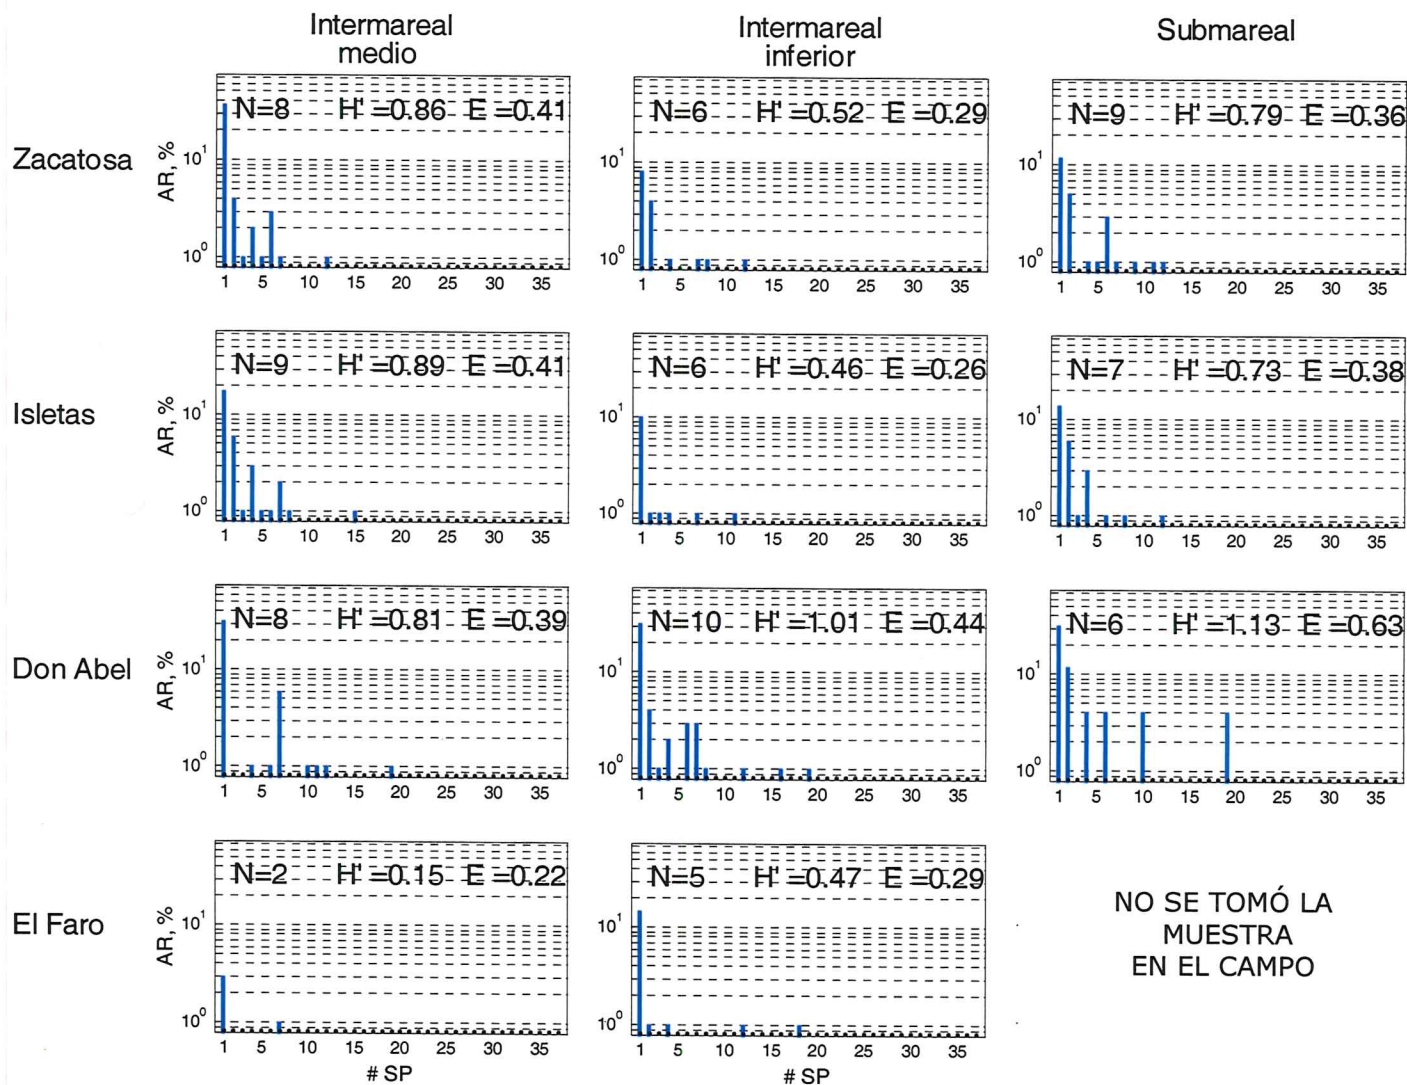 Intermareal
medio
Intermareal
inferior
Submareal
Zacatosa
AR, %
10¹
10⁰
N=8 H' =0.86 E =0.41
1 5 10 15 20 25 30 35
10¹
10⁰
N=6 H' =0.52 E =0.29
1 5 10 15 20 25 30 35
10¹
10⁰
N=9 H' =0.79 E =0.36
1 5 10 15 20 25 30 35
Isletas
AR, %
10¹
10⁰
N=9 H' =0.89 E =0.41
1 5 10 15 20 25 30 35
10¹
10⁰
N=6 H' =0.46 E =0.26
1 5 10 15 20 25 30 35
10¹
10⁰
N=7 H' =0.73 E =0.38
1 5 10 15 20 25 30 35
Don Abel
AR, %
10¹
10⁰
N=8 H' =0.81 E =0.39
1 5 10 15 20 25 30 35
10¹
10⁰
N=10 H' =1.01 E =0.44
1 5 10 15 20 25 30 35
10¹
10⁰
N=6 H' =1.13 E =0.63
1 5 10 15 20 25 30 35
El Faro
AR, %
10¹
10⁰
N=2 H' =0.15 E =0.22
1 5 10 15 20 25 30 35
# SP
10¹
10⁰
N=5 H' =0.47 E =0.29
1 5 10 15 20 25 30 35
# SP
NO SE TOMÓ LA
MUESTRA
EN EL CAMPO